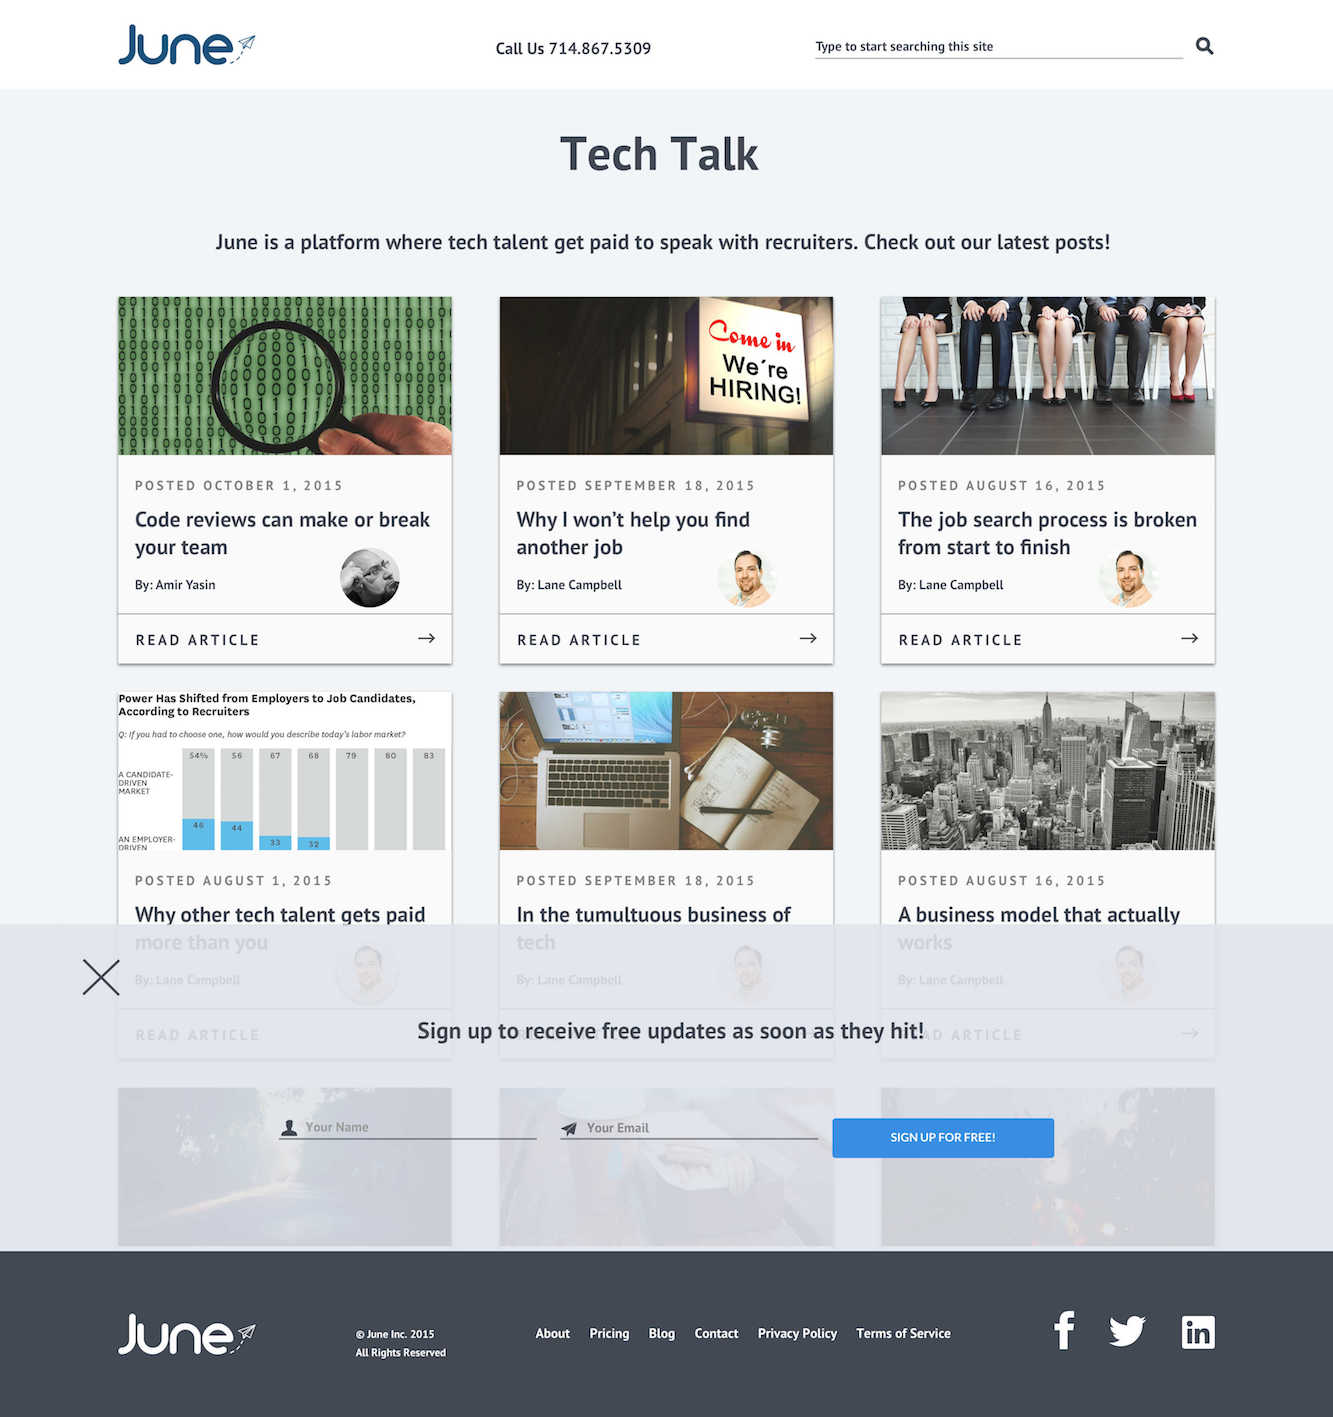 June
Call Us 714.867.5309
Type to start searching this site
Tech Talk
June is a platform where tech talent get paid to speak with recruiters. Check out our latest posts!
Come in
We´re
HIRING!
POSTED OCTOBER 1, 2015
Code reviews can make or break
your team
By: Amir Yasin
READ ARTICLE
POSTED SEPTEMBER 18, 2015
Why I won’t help you find
another job
By: Lane Campbell
READ ARTICLE
POSTED AUGUST 16, 2015
The job search process is broken
from start to finish
By: Lane Campbell
READ ARTICLE
Power Has Shifted from Employers to Job Candidates,
According to Recruiters
Q: If you had to choose one, how would you describe today’s labor market?
54% 56 67 68 79 80 83
A CANDIDATE-
DRIVEN
MARKET
46 44 33 32
AN EMPLOYER-
DRIVEN
POSTED AUGUST 1, 2015
Why other tech talent gets paid
more than you
By: Lane Campbell
READ ARTICLE
POSTED SEPTEMBER 18, 2015
In the tumultuous business of
tech
By: Lane Campbell
READ ARTICLE
POSTED AUGUST 16, 2015
A business model that actually
works
By: Lane Campbell
READ ARTICLE
Sign up to receive free updates as soon as they hit!
Your Name
Your Email
SIGN UP FOR FREE!
June
© June Inc. 2015
All Rights Reserved
About Pricing Blog Contact Privacy Policy Terms of Service